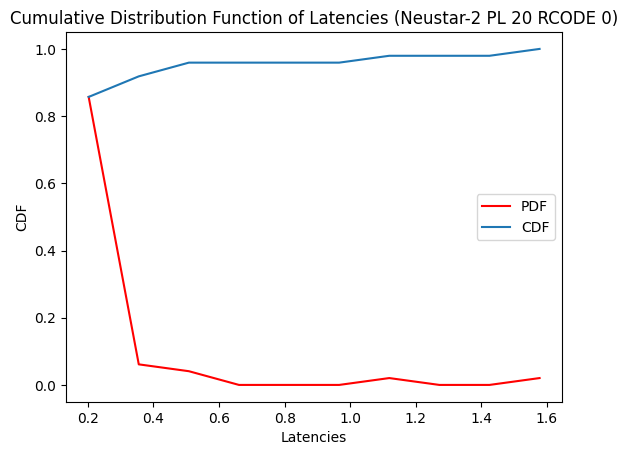 Cumulative Distribution Function of Latencies (Neustar-2 PL 20 RCODE 0)
1.0
0.8
0.6
0.4
0.2
0.0
CDF
PDF
CDF
0.2 0.4 0.6 0.8 1.0 1.2 1.4 1.6
Latencies